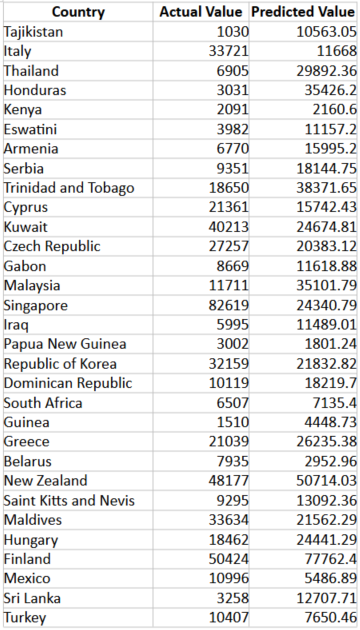 Country Actual Value Predicted Value
Tajikistan 1030 10563.05
Italy 33721 11668
Thailand 6905 29892.36
Honduras 3031 35426.2
Kenya 2091 2160.6
Eswatini 3982 11157.2
Armenia 6770 15995.2
Serbia 9351 18144.75
Trinidad and Tobago 18650 38371.65
Cyprus 21361 15742.43
Kuwait 40213 24674.81
Czech Republic 27257 20383.12
Gabon 8669 11618.88
Malaysia 11711 35101.79
Singapore 82619 24340.79
Iraq 5995 11489.01
Papua New Guinea 3002 1801.24
Republic of Korea 32159 21832.82
Dominican Republic 10119 18219.7
South Africa 6507 7135.4
Guinea 1510 4448.73
Greece 21039 26235.38
Belarus 7935 2952.96
New Zealand 48177 50714.03
Saint Kitts and Nevis 9295 13092.36
Maldives 33634 21562.29
Hungary 18462 24441.29
Finland 50424 77762.4
Mexico 10996 5486.89
Sri Lanka 3258 12707.71
Turkey 10407 7650.46